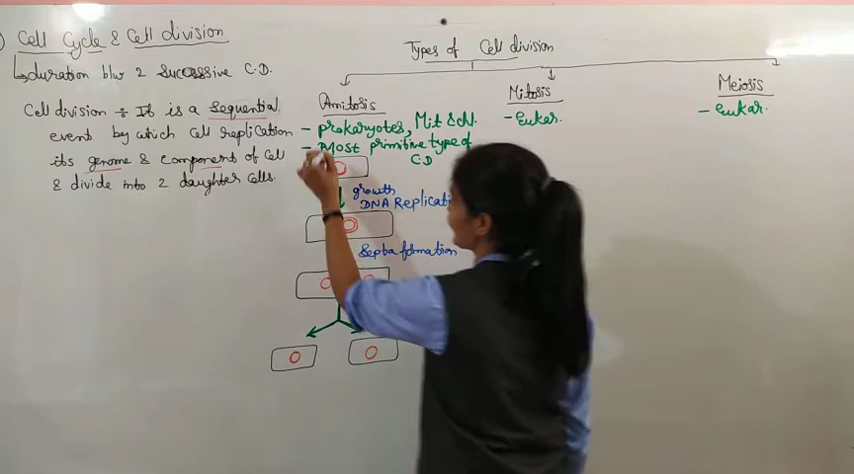 ) Cell Cycle & Cell division
duration b/w 2 Successive C.D.
Cell division ÷ It is a Sequential
event by which Cell replication
its genome & Component of Cell
& divide into 2 daughter Cells.
Types of Cell division
Amitosis
- prokaryotes, Mit & Chl.
- Most primitive type of
C.D
growth
DNA Replicati
Septa formation
Mitosis
- Eukar.
Meiosis
- Eukar.